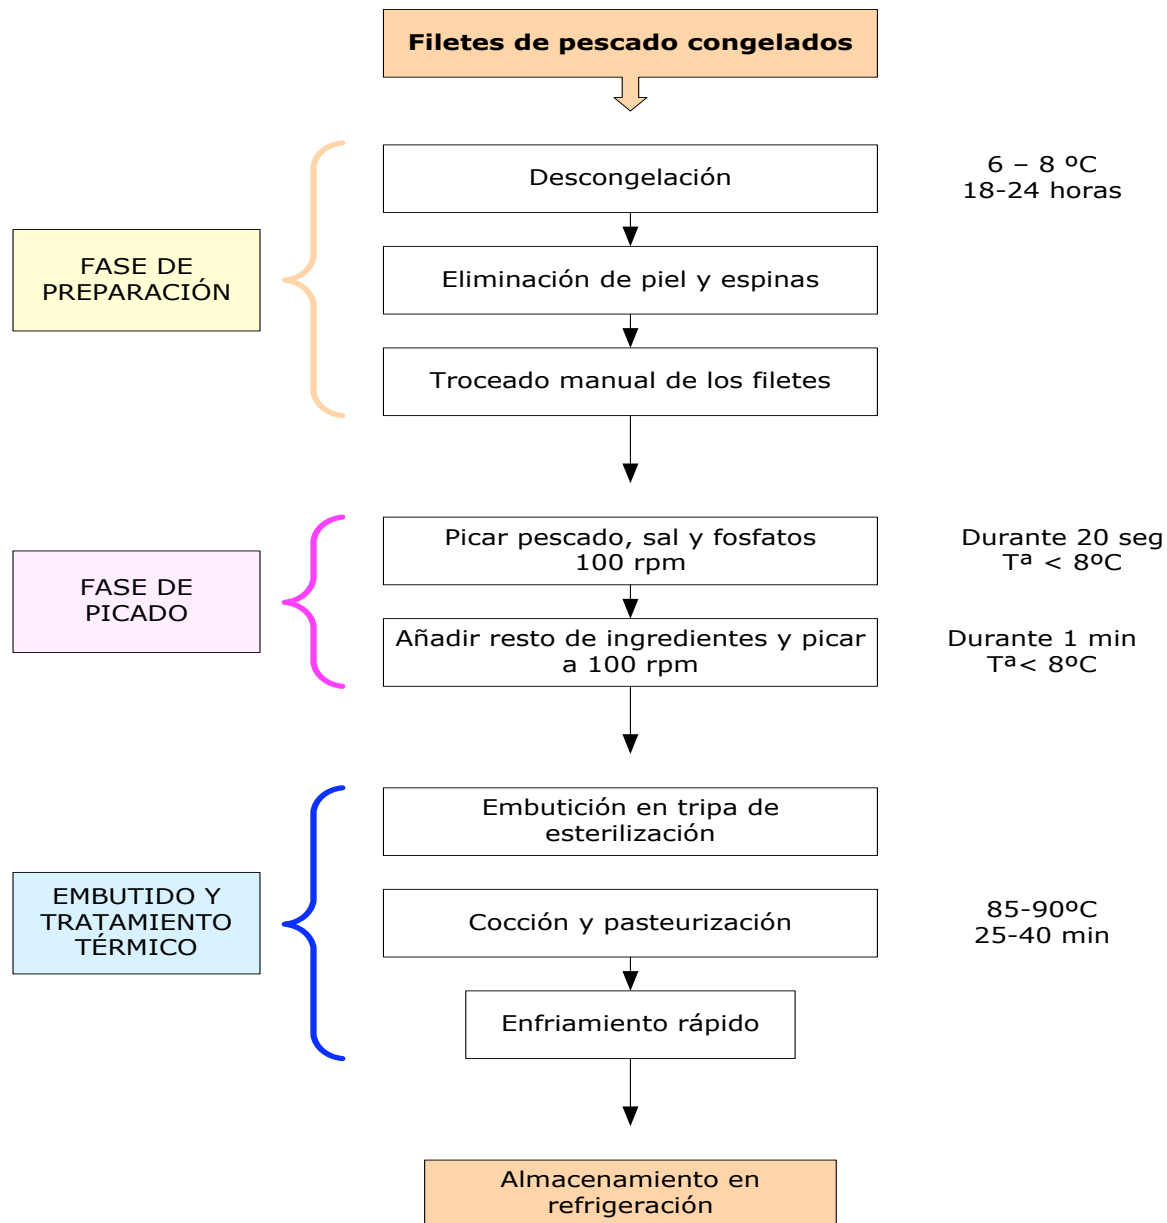 Filetes de pescado congelados
Descongelación
6 – 8 ºC
18-24 horas
FASE DE
PREPARACIÓN
Eliminación de piel y espinas
Troceado manual de los filetes
Picar pescado, sal y fosfatos
100 rpm
Durante 20 seg
Tª < 8ºC
FASE DE
PICADO
Añadir resto de ingredientes y picar
a 100 rpm
Durante 1 min
Tª< 8ºC
Embutición en tripa de
esterilización
EMBUTIDO Y
TRATAMIENTO
TÉRMICO
Cocción y pasteurización
85-90ºC
25-40 min
Enfriamiento rápido
Almacenamiento en
refrigeración